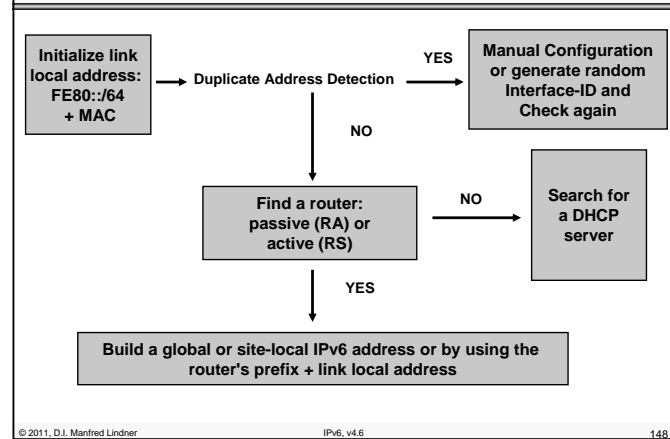 Initialize link
local address:
FE80::/64
+ MAC
Duplicate Address Detection
YES
Manual Configuration
or generate random
Interface-ID and
Check again
NO
Find a router:
passive (RA) or
active (RS)
NO
Search for
a DHCP
server
YES
Build a global or site-local IPv6 address or by using the
router's prefix + link local address
© 2011, D.I. Manfred Lindner
IPv6, v4.6
148